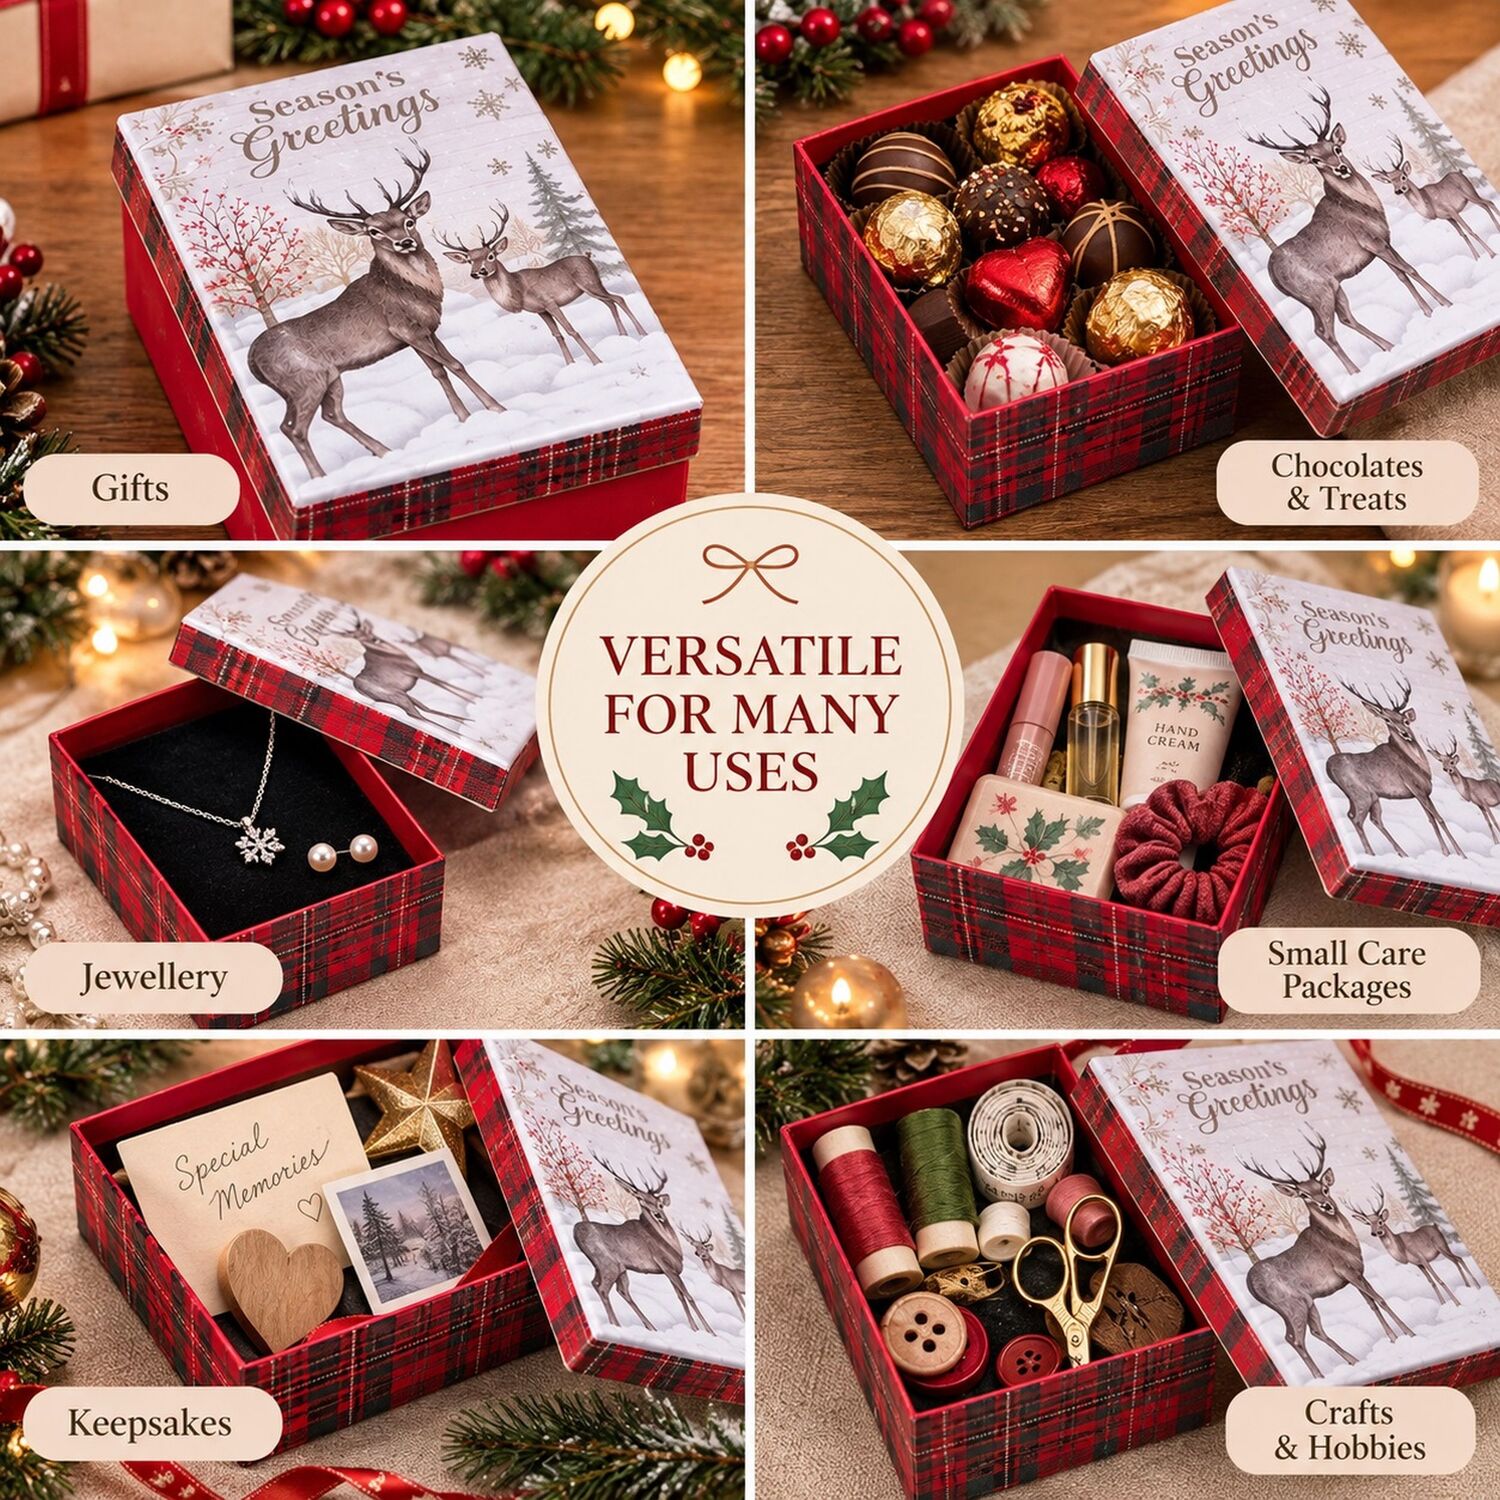 Season's
Greetings
Gifts
Season's
Greetings
Chocolates
& Treats
VERSATILE
FOR MANY
USES
Jewellery
Season's
Greetings
HAND
CREAM
Small Care
Packages
Special
Memories
Season's
Greetings
Keepsakes
Season's
Greetings
Crafts
& Hobbies